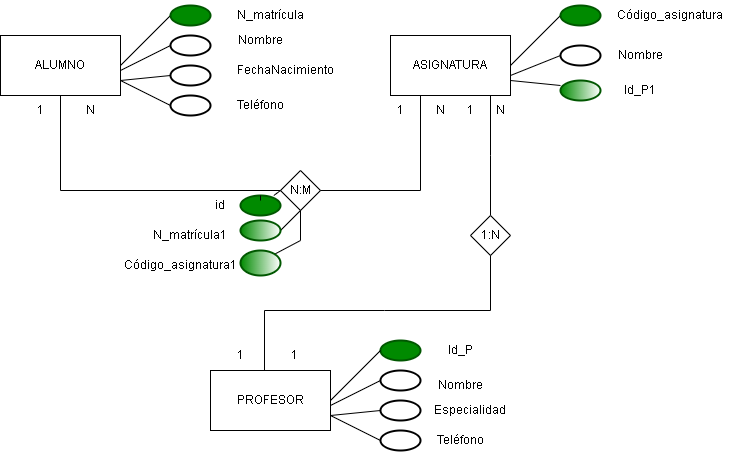 N_matrícula
Nombre
FechaNacimiento
Teléfono
ALUMNO
1 N
Código_asignatura
Nombre
Id_P1
ASIGNATURA
1 N 1 N
N:M
id
N_matrícula1
Código_asignatura1
1:N
1 1
Id_P
Nombre
Especialidad
Teléfono
PROFESOR